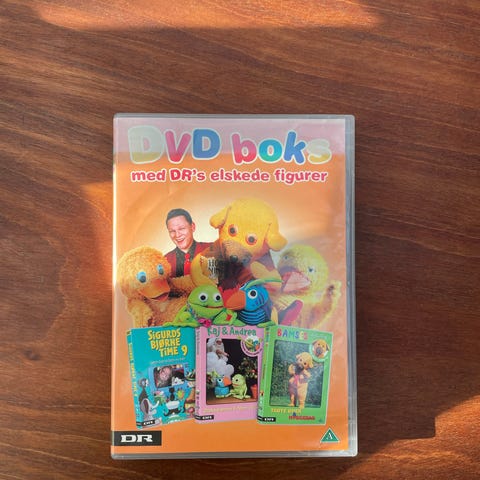 DVD boks
med DR's elskede figurer
SIGURDS
BJØRNE
TIME 9
Kaj & Andrea
BAMSE
DR
A